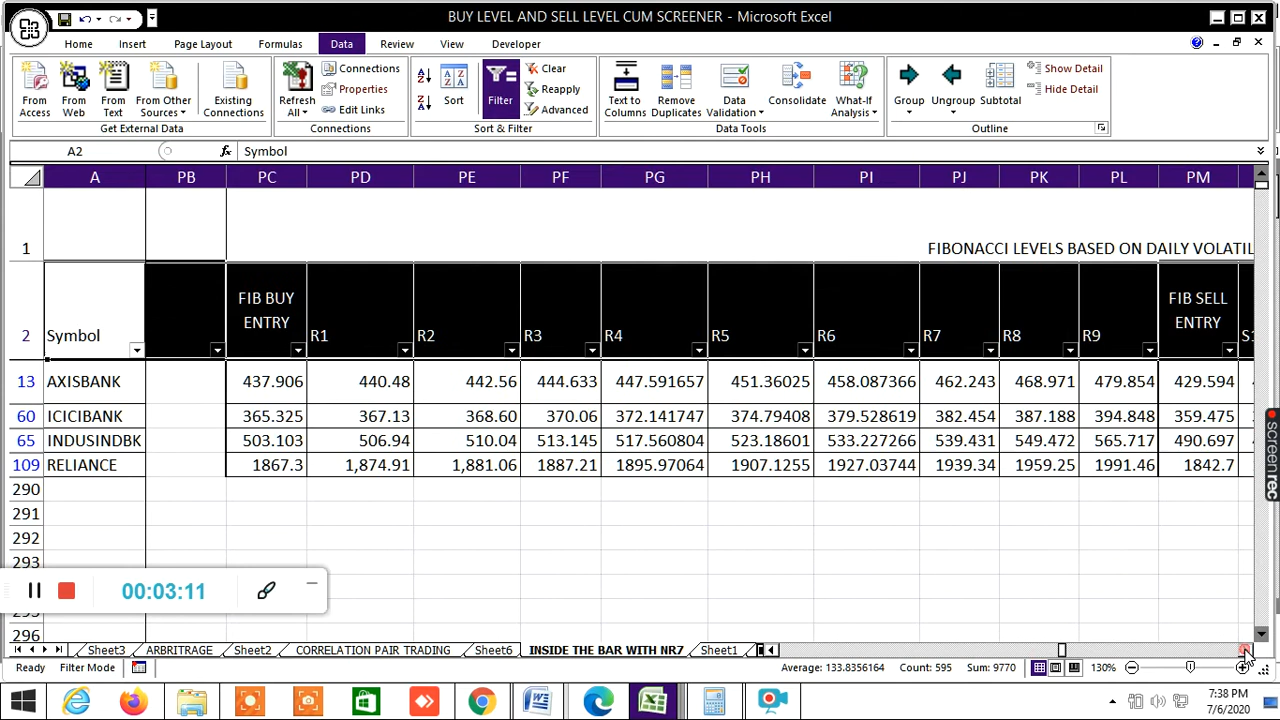 BUY LEVEL AND SELL LEVEL CUM SCREENER - Microsoft Excel
Home Insert Page Layout Formulas Data Review View Developer
From Access From Web From Text From Other Sources Existing Connections
Get External Data
Refresh All Connections Properties Edit Links
Connections
Sort Filter Clear Reapply Advanced
Sort & Filter
Text to Columns Remove Duplicates Data Validation Consolidate What-If Analysis
Data Tools
Group Ungroup Subtotal Show Detail Hide Detail
Outline
A2 fx Symbol
A PB PC PD PE PF PG PH PI PJ PK PL PM
1 FIBONACCI LEVELS BASED ON DAILY VOLATIL
2 Symbol FIB BUY ENTRY R1 R2 R3 R4 R5 R6 R7 R8 R9 FIB SELL ENTRY S1
13 AXISBANK 437.906 440.48 442.56 444.633 447.591657 451.36025 458.087366 462.243 468.971 479.854 429.594
60 ICICIBANK 365.325 367.13 368.60 370.06 372.141747 374.79408 379.528619 382.454 387.188 394.848 359.475
65 INDUSINDBK 503.103 506.94 510.04 513.145 517.560804 523.18601 533.227266 539.431 549.472 565.717 490.697
109 RELIANCE 1867.3 1,874.91 1,881.06 1887.21 1895.97064 1907.1255 1927.03744 1939.34 1959.25 1991.46 1842.7
290
291
292
293
00:03:11
296
Sheet3 ARBRITRAGE Sheet2 CORRELATION PAIR TRADING Sheet6 INSIDE THE BAR WITH NR7 Sheet1
Ready Filter Mode Average: 133.8356164 Count: 595 Sum: 9770 130%
screenrec
7:38 PM
7/6/2020